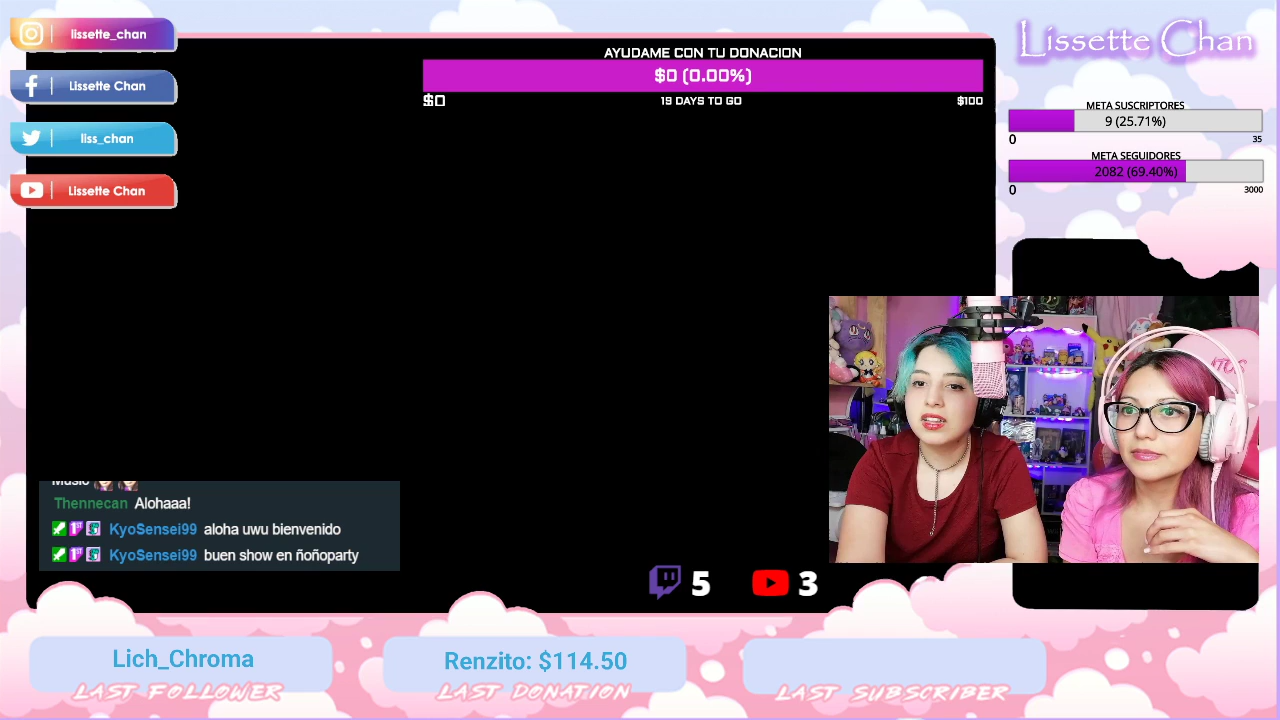 lissette_chan
Lissette Chan
liss_chan
Lissette Chan
AYUDAME CON TU DONACION
$0 (0.00%)
$0
19 DAYS TO GO
$100
Lissette Chan
META SUSCRIPTORES
9 (25.71%)
0
35
META SEGUIDORES
2082 (69.40%)
0
3000
Music
Thennecan Alohaaa!
KyoSensei99 aloha uwu bienvenido
KyoSensei99 buen show en ñoñoparty
5
3
Lich_Chroma
LAST FOLLOWER
Renzito: $114.50
LAST DONATION
LAST SUBSCRIBER